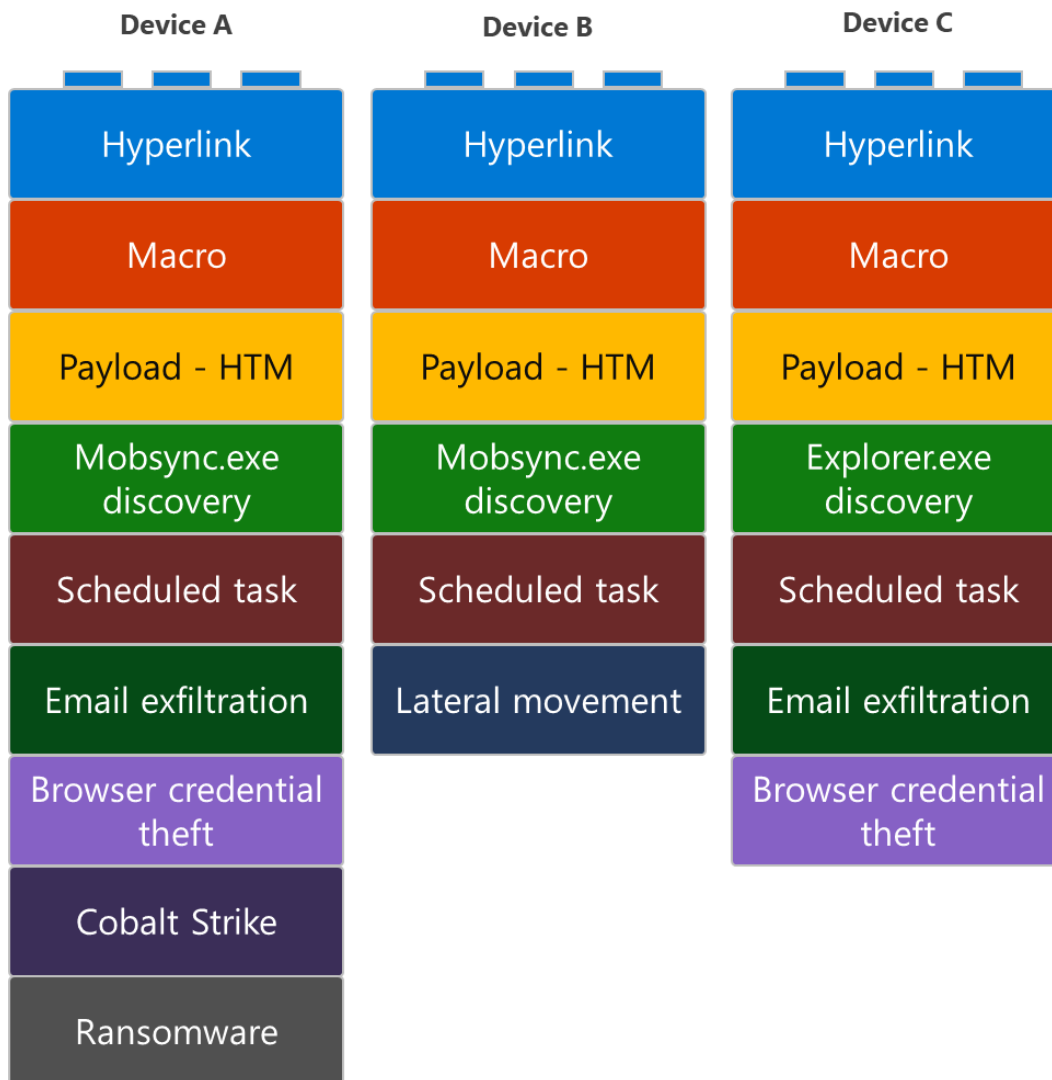 Device A
Hyperlink
Macro
Payload - HTM
Mobsync.exe
discovery
Scheduled task
Email exfiltration
Browser credential
theft
Cobalt Strike
Ransomware
Device B
Hyperlink
Macro
Payload - HTM
Mobsync.exe
discovery
Scheduled task
Lateral movement
Device C
Hyperlink
Macro
Payload - HTM
Explorer.exe
discovery
Scheduled task
Email exfiltration
Browser credential
theft